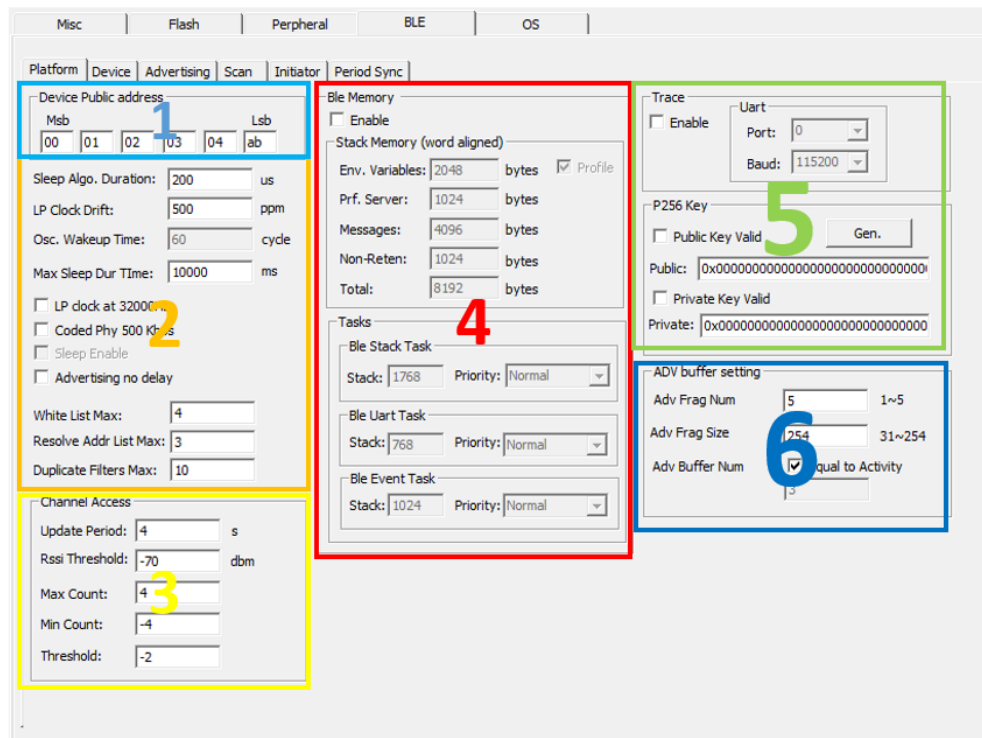 Misc Flash Perpheral BLE OS
Platform Device Advertising Scan Initiator Period Sync
Device Public address
Msb Lsb
00 01 02 03 04 ab
1
Sleep Algo. Duration: 200 us
LP Clock Drift: 500 ppm
Osc. Wakeup Time: 60 cycle
Max Sleep Dur TIme: 10000 ms
LP clock at 32000Hz
Coded Phy 500 Kbps
Sleep Enable
Advertising no delay
2
White List Max: 4
Resolve Addr List Max: 3
Duplicate Filters Max: 10
Channel Access
Update Period: 4 s
Rssi Threshold: -70 dbm
Max Count: 4
Min Count: -4
Threshold: -2
3
Ble Memory
Enable
Stack Memory (word aligned)
Env. Variables: 2048 bytes Profile
Prf. Server: 1024 bytes
Messages: 4096 bytes
Non-Reten: 1024 bytes
Total: 8192 bytes
4
Tasks
Ble Stack Task
Stack: 1768 Priority: Normal
Ble Uart Task
Stack: 768 Priority: Normal
Ble Event Task
Stack: 1024 Priority: Normal
Trace
Enable
Uart
Port: 0
Baud: 115200
5
P256 Key
Public Key Valid Gen.
Public: 0x00000000000000000000000000000
Private Key Valid
Private: 0x00000000000000000000000000000
ADV buffer setting
Adv Frag Num 5 1~5
Adv Frag Size 254 31~254
Adv Buffer Num Equal to Activity
3
6